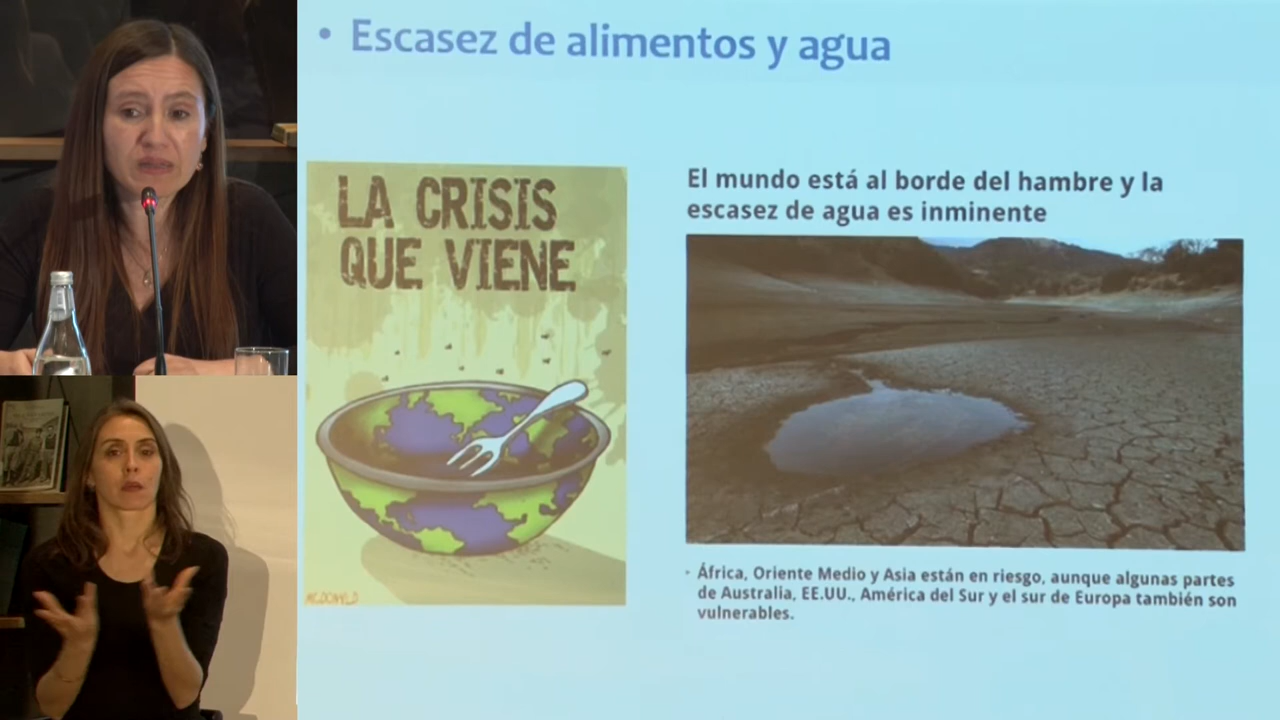 • Escasez de alimentos y agua
LA CRISIS
QUE VIENE
MCDONALD
El mundo está al borde del hambre y la
escasez de agua es inminente
África, Oriente Medio y Asia están en riesgo, aunque algunas partes
de Australia, EE.UU., América del Sur y el sur de Europa también son
vulnerables.